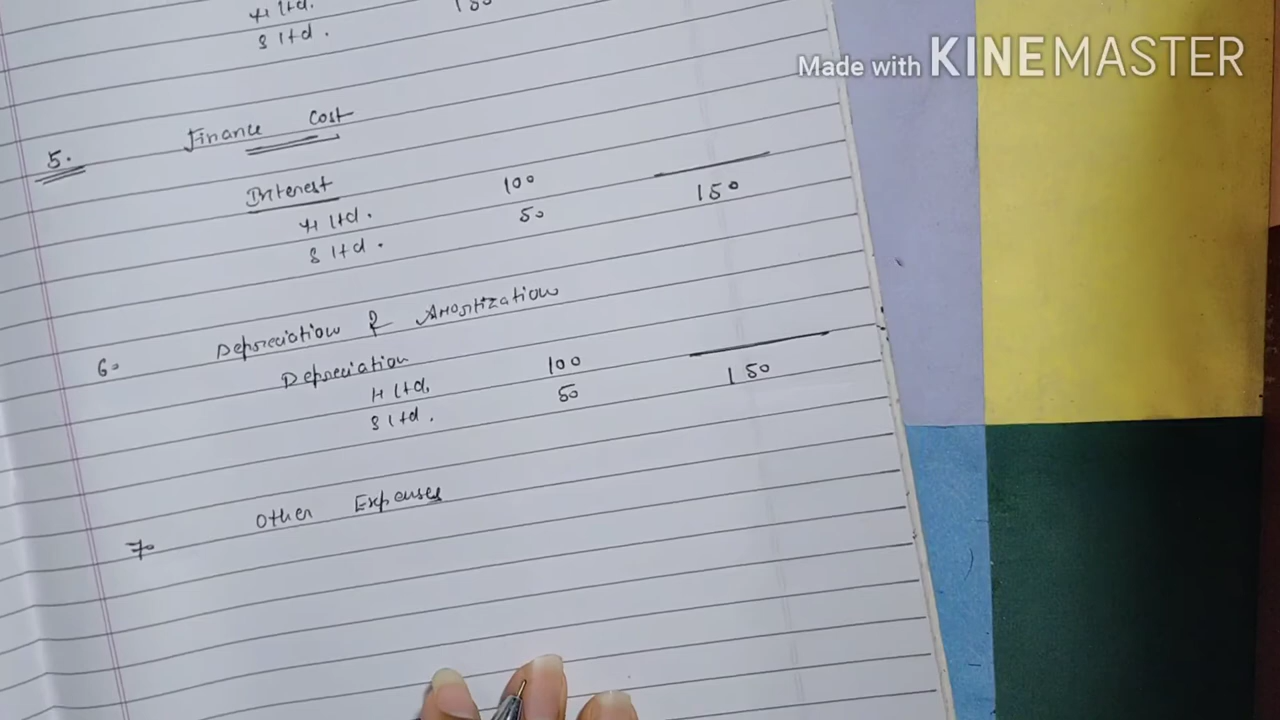 H ltd. 150
S ltd.
Made with KINEMASTER
5. Finance Cost
Interest
H ltd. 100
S ltd. 50 150
6. Depreciation & Amortization
Depreciation
H ltd. 100
S ltd. 50 150
7. Other Expenses